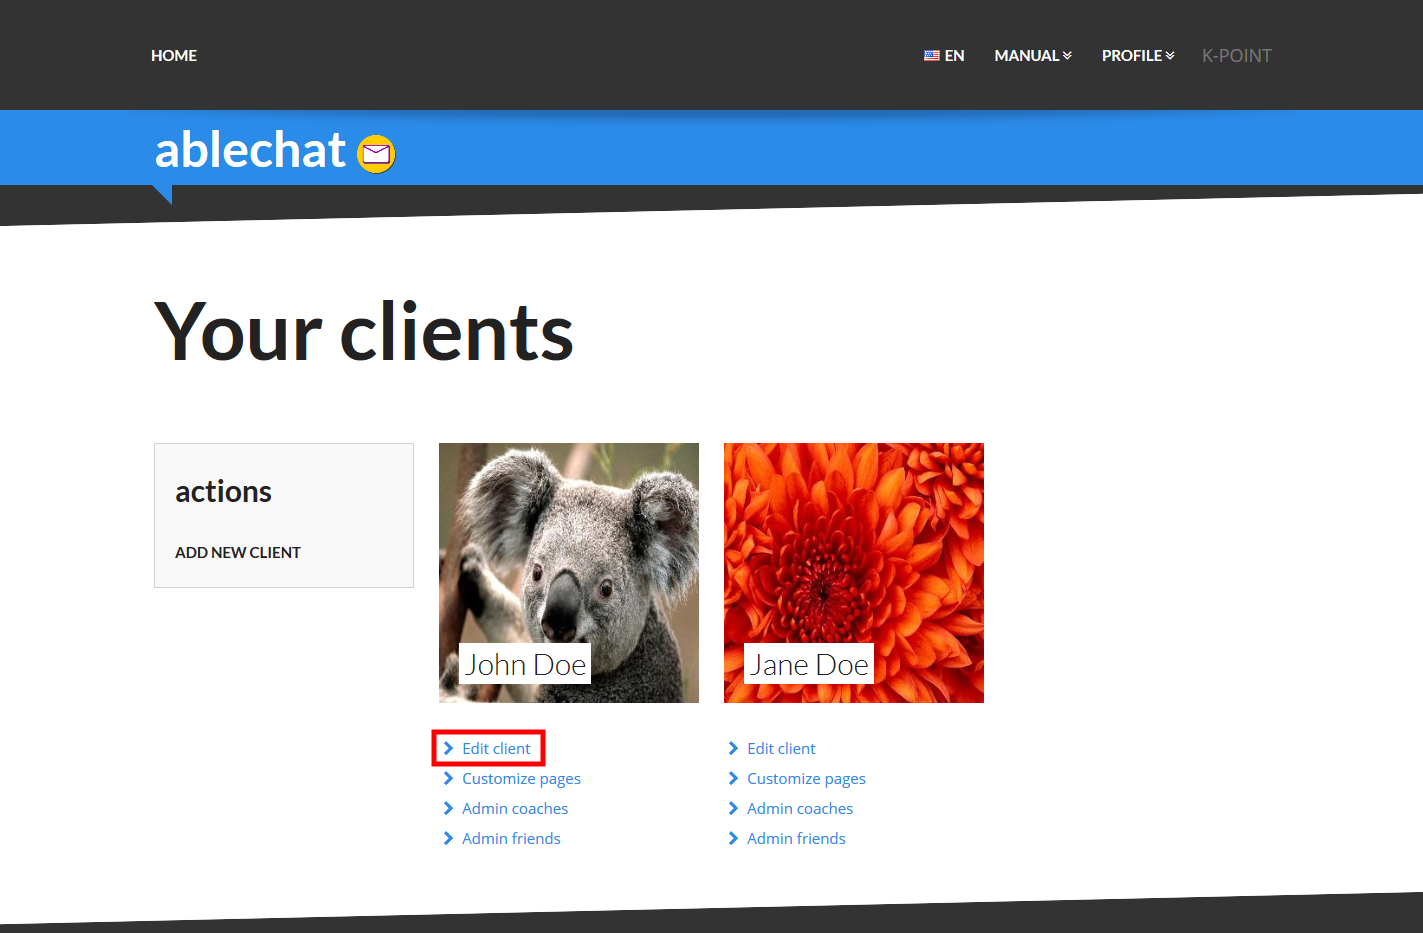 HOME
EN MANUAL PROFILE K-POINT
ablechat
Your clients
actions
ADD NEW CLIENT
John Doe
Edit client
Customize pages
Admin coaches
Admin friends
Jane Doe
Edit client
Customize pages
Admin coaches
Admin friends